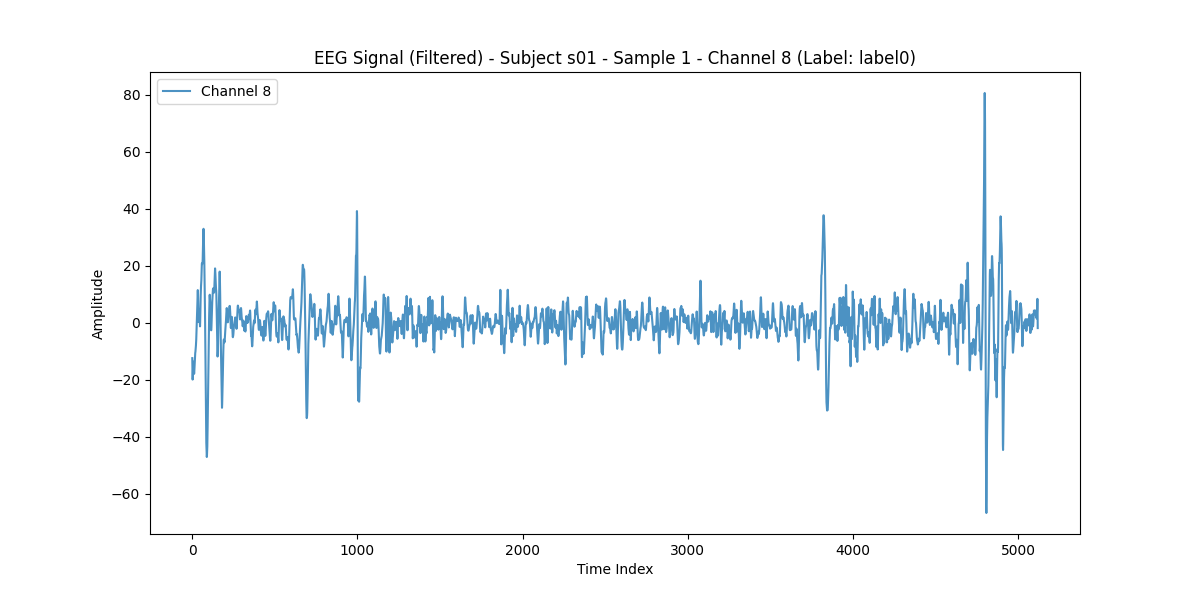 EEG Signal (Filtered) - Subject s01 - Sample 1 - Channel 8 (Label: label0)
Channel 8
80
60
40
20
0
−20
−40
−60
Amplitude
0 1000 2000 3000 4000 5000
Time Index